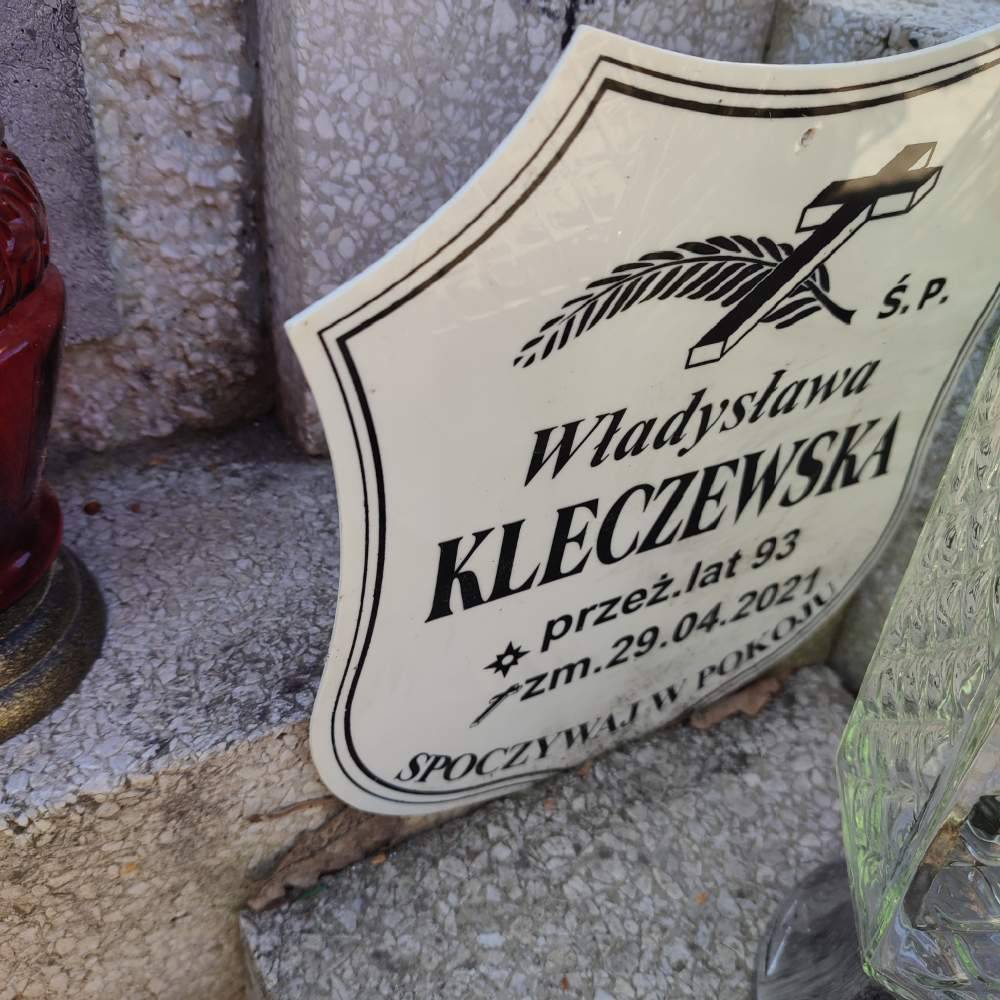 Ś.P.
Władysława
KLECZEWSKA
przeż.lat 93
zm.29.04.2021
SPOCZYWAJ W POKOJU